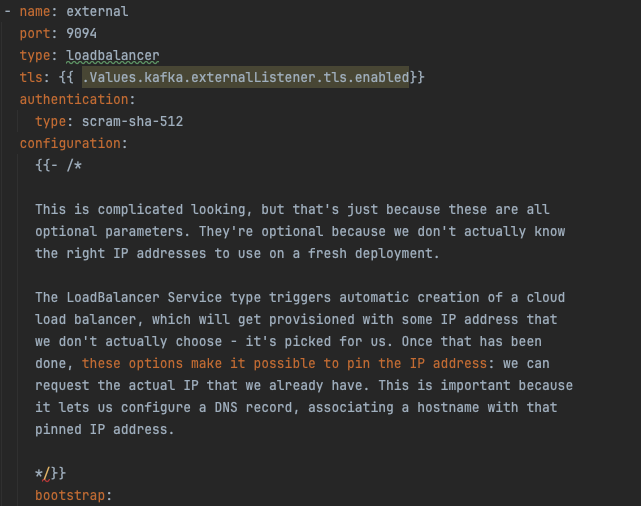 - name: external
port: 9094
type: loadbalancer
tls: {{ .Values.kafka.externalListener.tls.enabled}}
authentication:
type: scram-sha-512
configuration:
{{- /*
This is complicated looking, but that's just because these are all
optional parameters. They're optional because we don't actually know
the right IP addresses to use on a fresh deployment.
The LoadBalancer Service type triggers automatic creation of a cloud
load balancer, which will get provisioned with some IP address that
we don't actually choose - it's picked for us. Once that has been
done, these options make it possible to pin the IP address: we can
request the actual IP that we already have. This is important because
it lets us configure a DNS record, associating a hostname with that
pinned IP address.
*/}}
bootstrap: